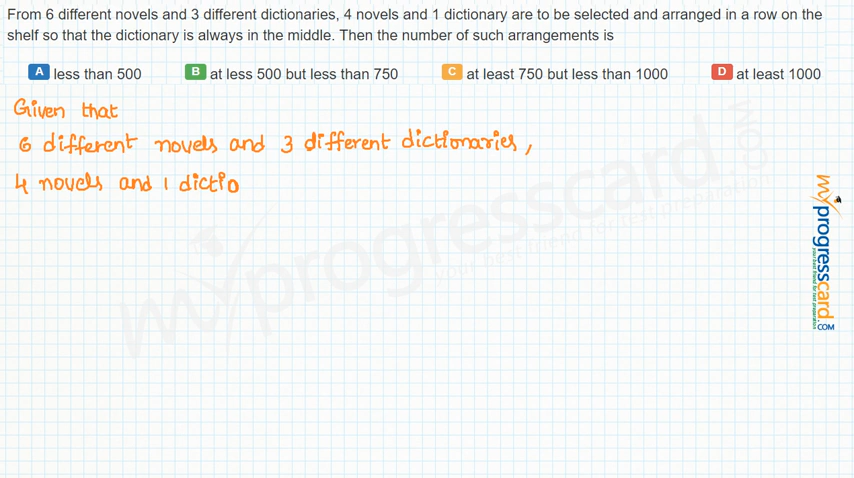 From 6 different novels and 3 different dictionaries, 4 novels and 1 dictionary are to be selected and arranged in a row on the
shelf so that the dictionary is always in the middle. Then the number of such arrangements is
A less than 500 B at less 500 but less than 750 C at least 750 but less than 1000 D at least 1000
Given that
6 different novels and 3 different dictionaries,
4 novels and 1 dictio
myprogresscard.COM